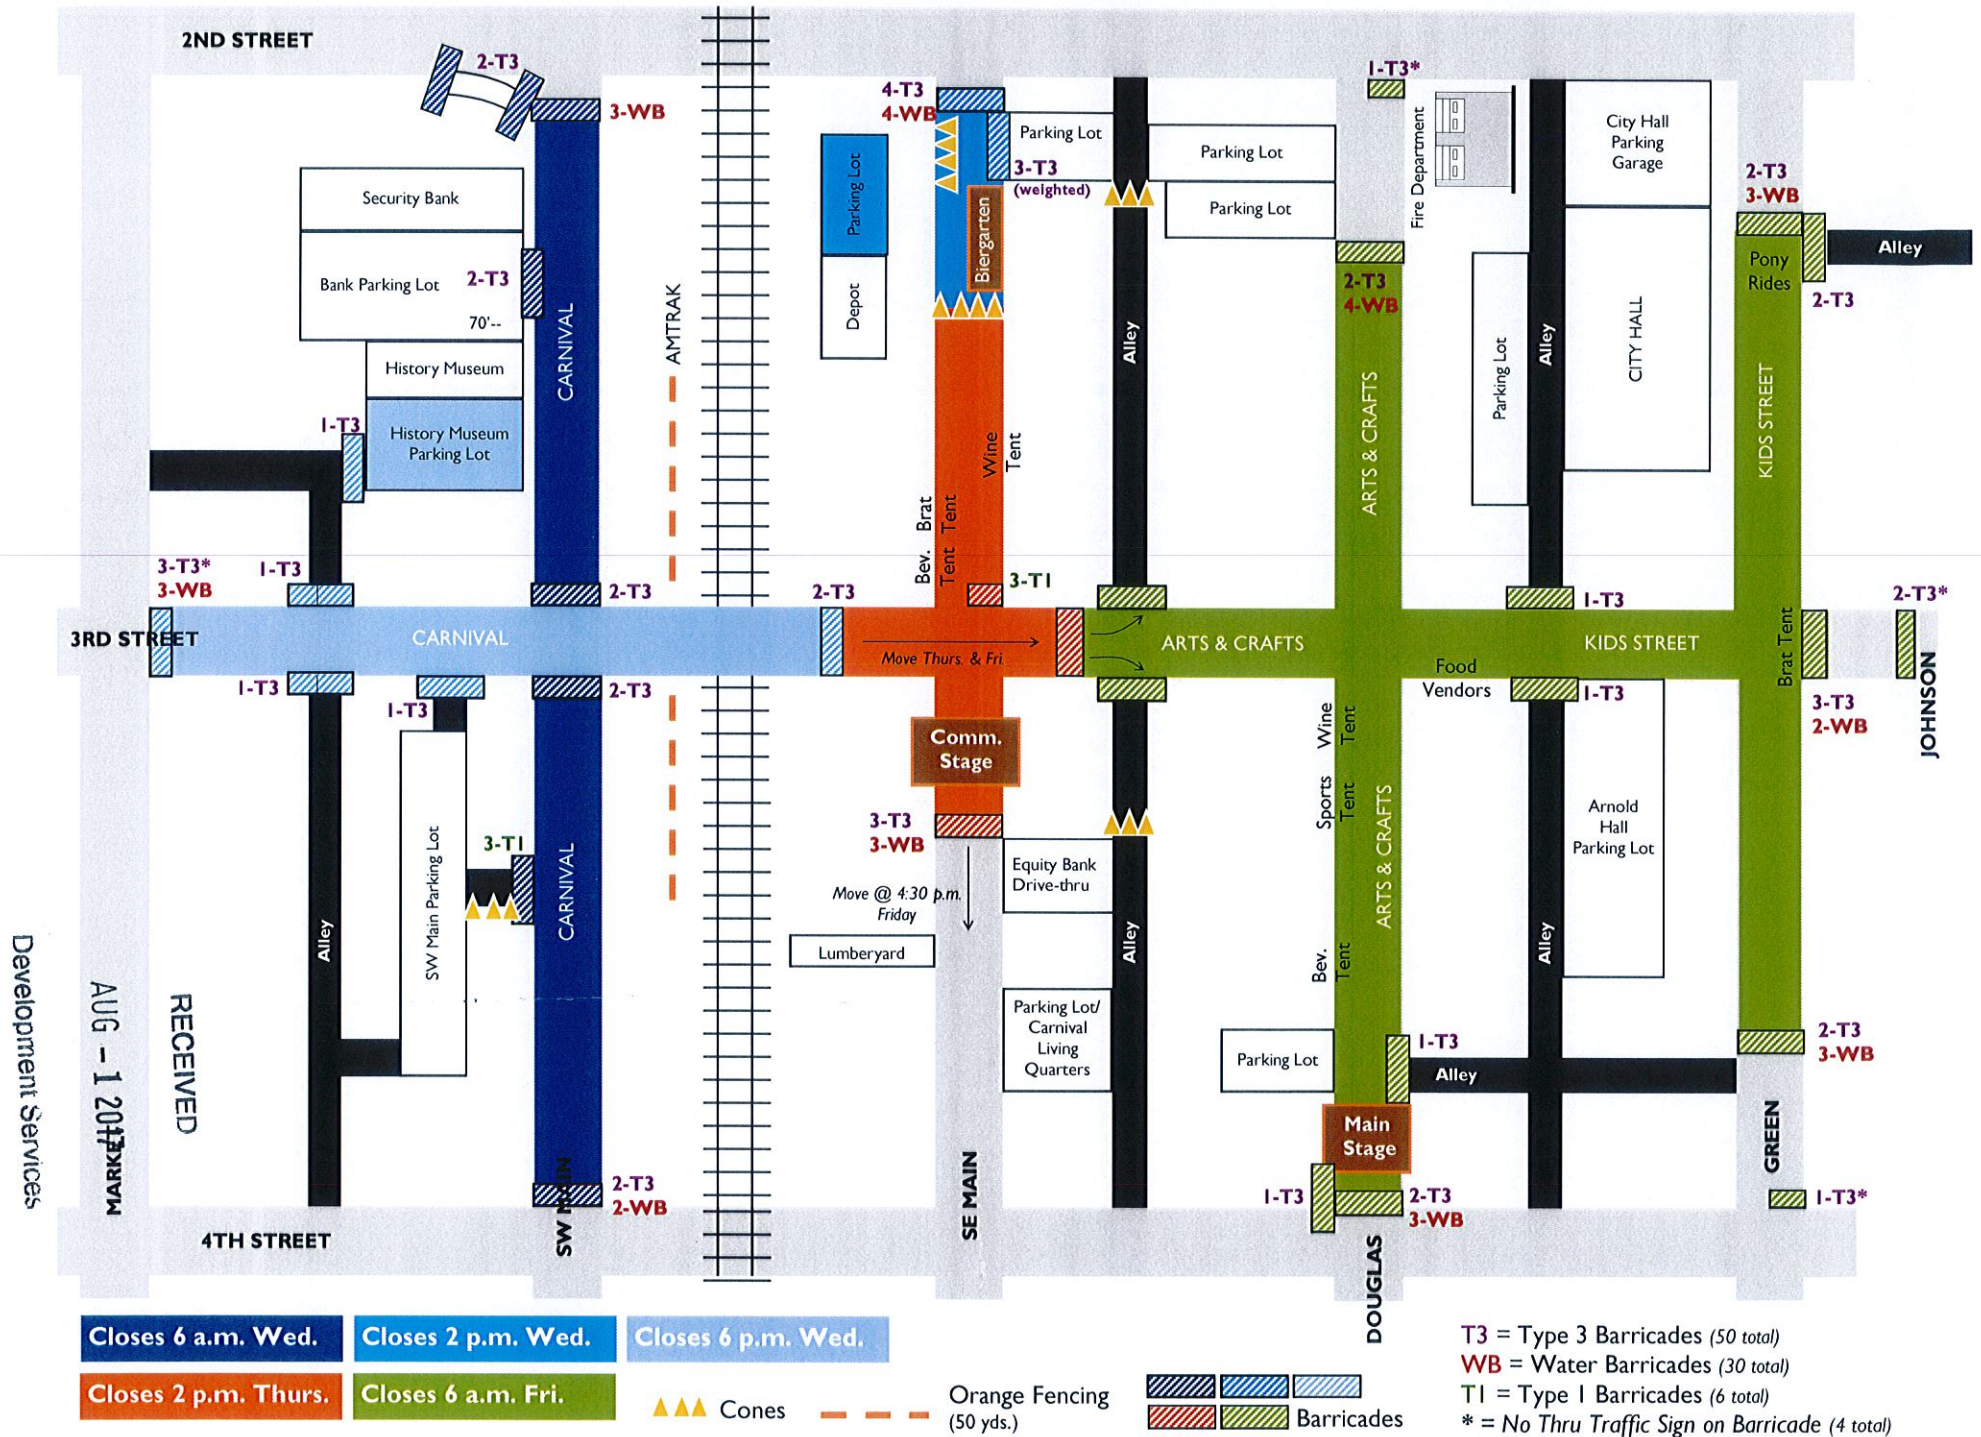 2ND STREET
2-T3
3-WB
4-T3
4-WB
1-T3*
Parking Lot
3-T3
(weighted)
Parking Lot
Parking Lot
Parking Lot
Depot
Biergarten
Fire Department
City Hall
Parking
Garage
2-T3
3-WB
Alley
Pony
Rides
2-T3
Security Bank
Bank Parking Lot
2-T3
70'--
History Museum
1-T3
History Museum
Parking Lot
CARNIVAL
AMTRAK
Alley
2-T3
4-WB
ARTS & CRAFTS
Parking Lot
Alley
CITY HALL
KIDS STREET
Wine
Tent
Brat
Tent
Bev.
Tent
3-T3*
3-WB
1-T3
2-T3
2-T3
3-T1
1-T3
2-T3*
3RD STREET
CARNIVAL
Move Thurs. & Fri.
ARTS & CRAFTS
KIDS STREET
Food
Vendors
Brat Tent
JOHNSON
1-T3
1-T3
2-T3
1-T3
3-T3
2-WB
Comm.
Stage
Wine
Tent
Sports
Tent
Bev.
Tent
ARTS & CRAFTS
Arnold
Hall
Parking Lot
3-T3
3-WB
3-T1
SW Main Parking Lot
CARNIVAL
Alley
Move @ 4:30 p.m.
Friday
Equity Bank
Drive-thru
Lumberyard
Alley
Alley
Parking Lot/
Carnival
Living
Quarters
Parking Lot
1-T3
Alley
2-T3
3-WB
Main
Stage
Development Services
AUG - 1 2017
RECEIVED
MARKET
SW MAIN
2-T3
2-WB
SE MAIN
1-T3
2-T3
3-WB
GREEN
1-T3*
4TH STREET
DOUGLAS
Closes 6 a.m. Wed.
Closes 2 p.m. Wed.
Closes 6 p.m. Wed.
Closes 2 p.m. Thurs.
Closes 6 a.m. Fri.
Cones
Orange Fencing
(50 yds.)
Barricades
T3 = Type 3 Barricades (50 total)
WB = Water Barricades (30 total)
T1 = Type 1 Barricades (6 total)
* = No Thru Traffic Sign on Barricade (4 total)